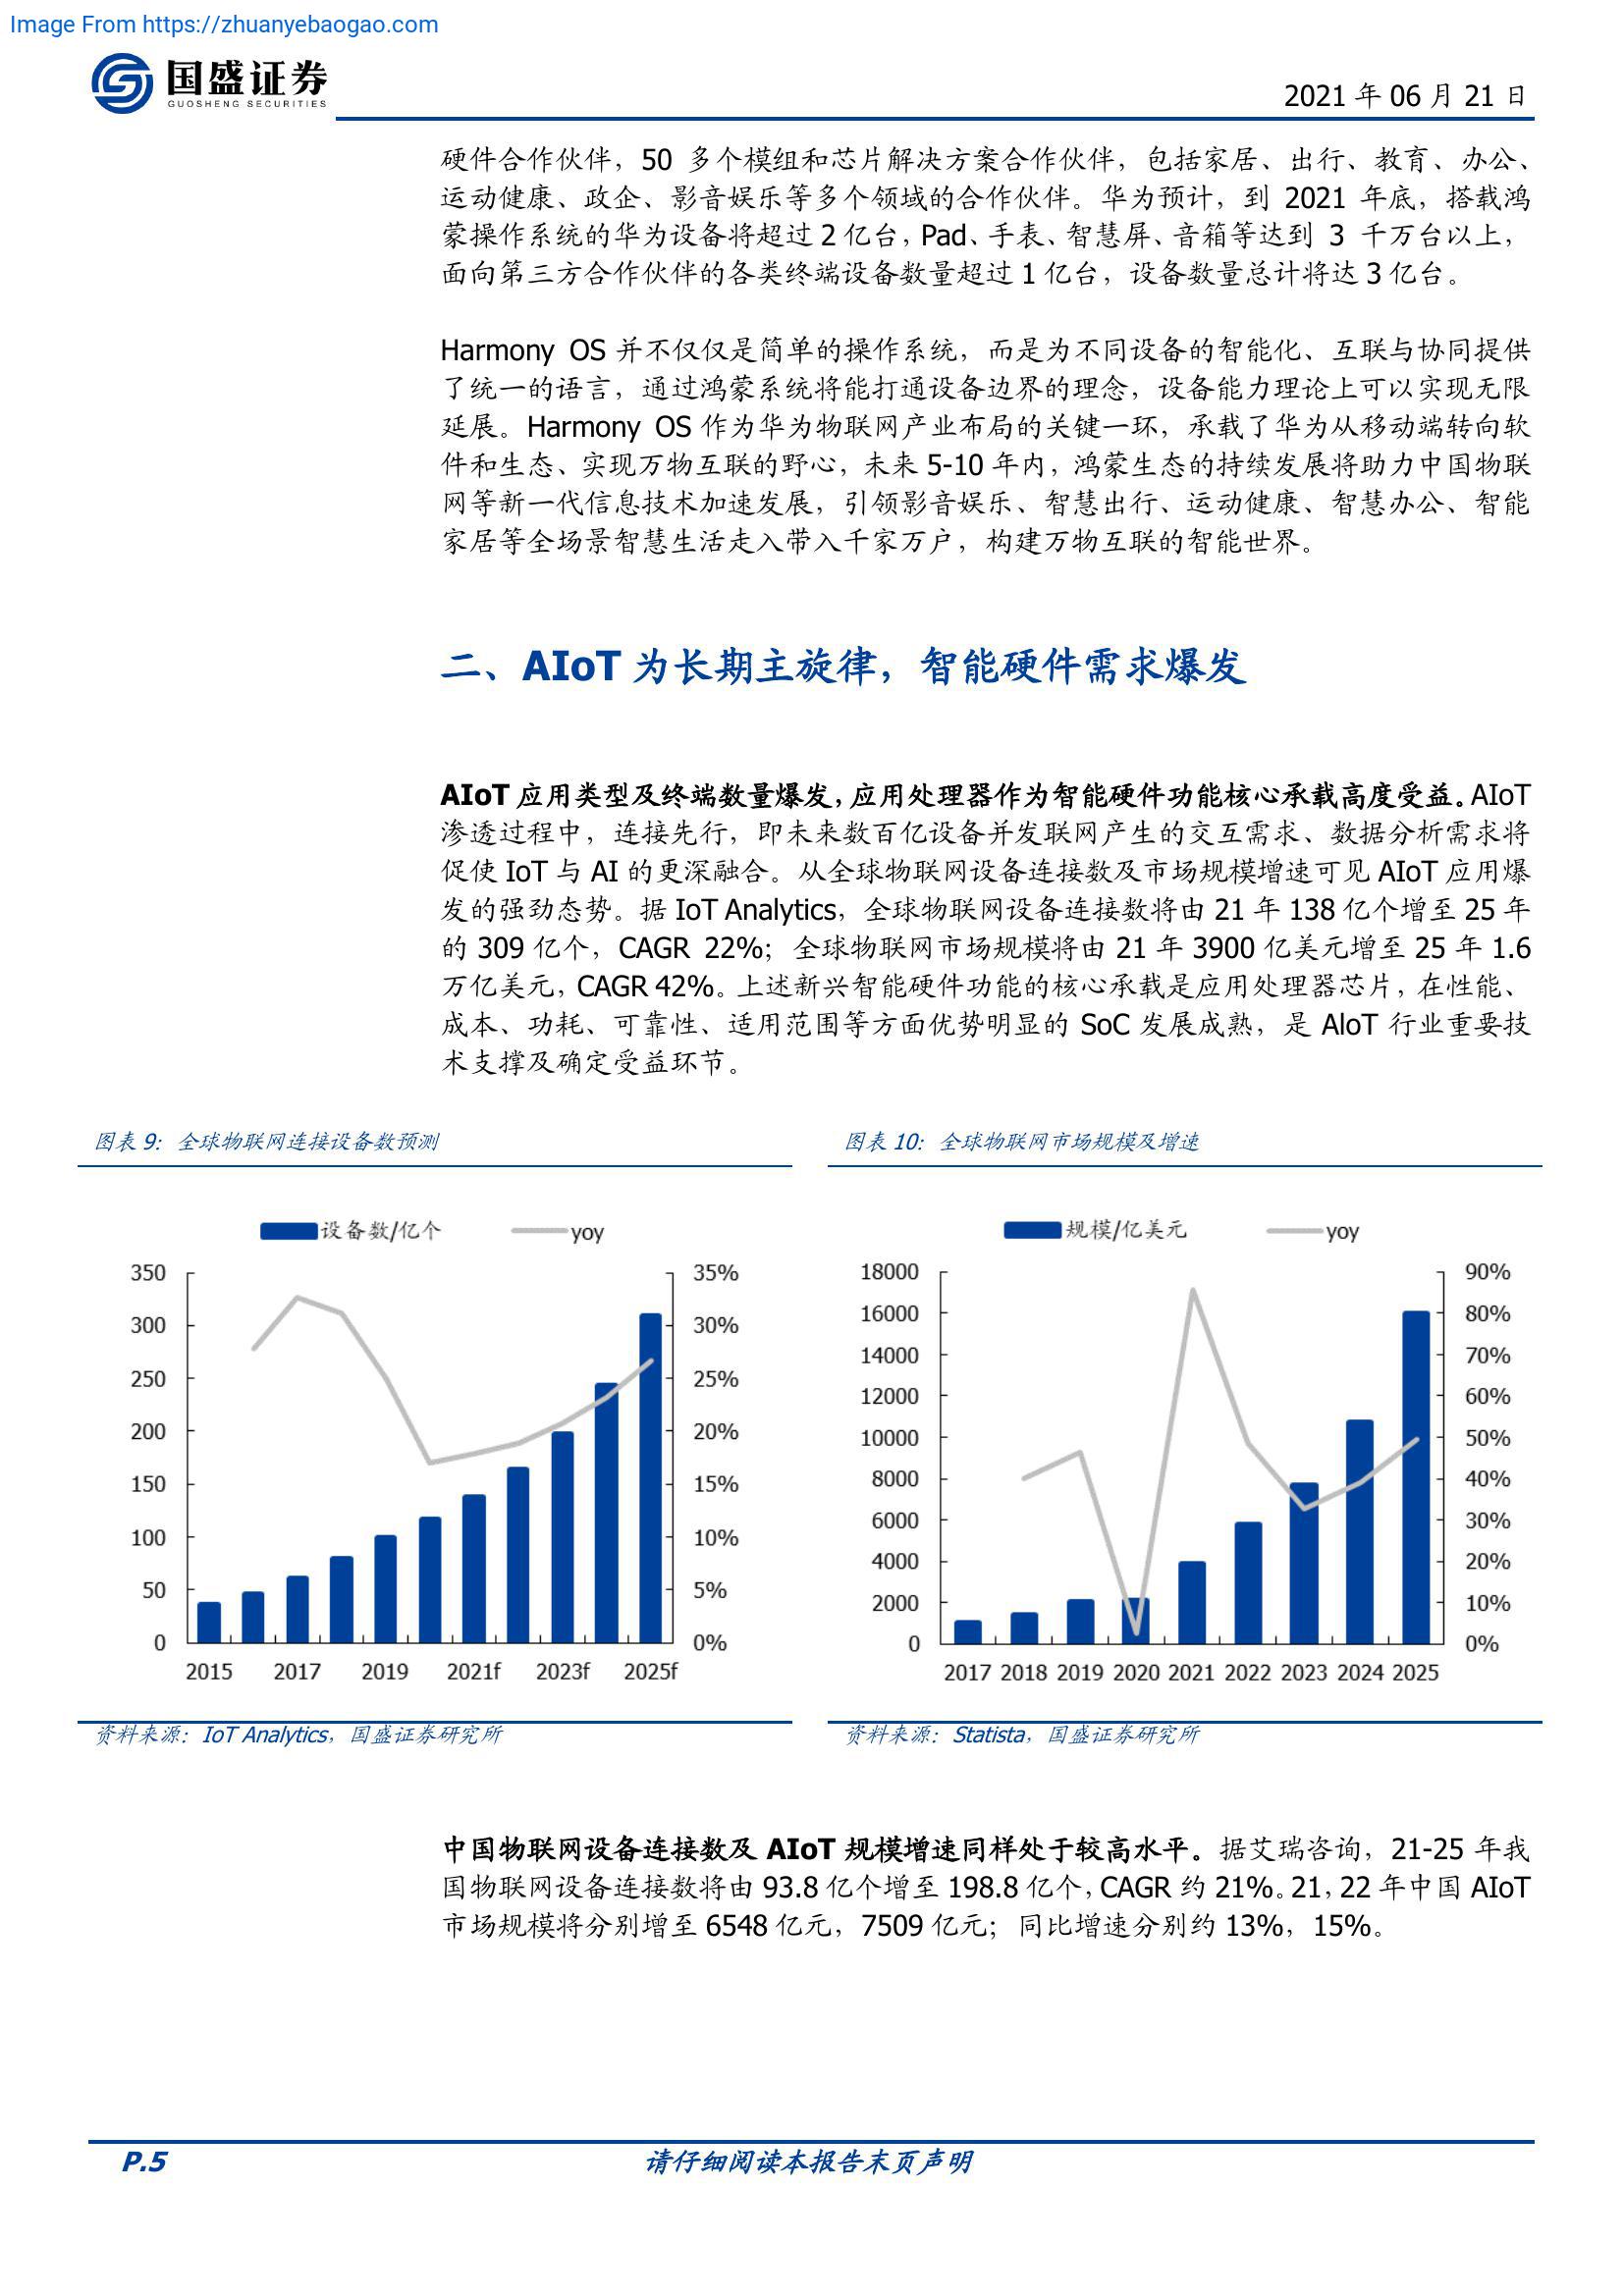 Image From https://zhuanyebaogao.com
国盛证券
GUOSHENG SECURITIES
2021 年 06 月 21 日
硬件合作伙伴，50 多个模组和芯片解决方案合作伙伴，包括家居、出行、教育、办公、
运动健康、政企、影音娱乐等多个领域的合作伙伴。华为预计，到 2021 年底，搭载鸿
蒙操作系统的华为设备将超过 2 亿台，Pad、手表、智慧屏、音箱等达到 3 千万台以上，
面向第三方合作伙伴的各类终端设备数量超过 1 亿台，设备数量总计将达 3 亿台。
Harmony OS 并不仅仅是简单的操作系统，而是为不同设备的智能化、互联与协同提供
了统一的语言，通过鸿蒙系统将能打通设备边界的理念，设备能力理论上可以实现无限
延展。Harmony OS 作为华为物联网产业布局的关键一环，承载了华为从移动端转向软
件和生态、实现万物互联的野心，未来 5-10 年内，鸿蒙生态的持续发展将助力中国物联
网等新一代信息技术加速发展，引领影音娱乐、智慧出行、运动健康、智慧办公、智能
家居等全场景智慧生活走入带入千家万户，构建万物互联的智能世界。
二、AIoT 为长期主旋律，智能硬件需求爆发
AIoT 应用类型及终端数量爆发，应用处理器作为智能硬件功能核心承载高度受益。AIoT
渗透过程中，连接先行，即未来数百亿设备并发联网产生的交互需求、数据分析需求将
促使 IoT 与 AI 的更深融合。从全球物联网设备连接数及市场规模增速可见 AIoT 应用爆
发的强劲态势。据 IoT Analytics，全球物联网设备连接数将由 21 年 138 亿个增至 25 年
的 309 亿个，CAGR 22%；全球物联网市场规模将由 21 年 3900 亿美元增至 25 年 1.6
万亿美元，CAGR 42%。上述新兴智能硬件功能的核心承载是应用处理器芯片，在性能、
成本、功耗、可靠性、适用范围等方面优势明显的 SoC 发展成熟，是 AloT 行业重要技
术支撑及确定受益环节。
图表 9：全球物联网连接设备数预测
设备数/亿个 yoy
350 35%
300 30%
250 25%
200 20%
150 15%
100 10%
50 5%
0 0%
2015 2017 2019 2021f 2023f 2025f
资料来源：IoT Analytics，国盛证券研究所
图表 10：全球物联网市场规模及增速
规模/亿美元 yoy
18000 90%
16000 80%
14000 70%
12000 60%
10000 50%
8000 40%
6000 30%
4000 20%
2000 10%
0 0%
2017 2018 2019 2020 2021 2022 2023 2024 2025
资料来源：Statista，国盛证券研究所
中国物联网设备连接数及 AIoT 规模增速同样处于较高水平。据艾瑞咨询，21-25 年我
国物联网设备连接数将由 93.8 亿个增至 198.8 亿个，CAGR 约 21%。21，22 年中国 AIoT
市场规模将分别增至 6548 亿元，7509 亿元；同比增速分别约 13%，15%。
P.5
请仔细阅读本报告末页声明